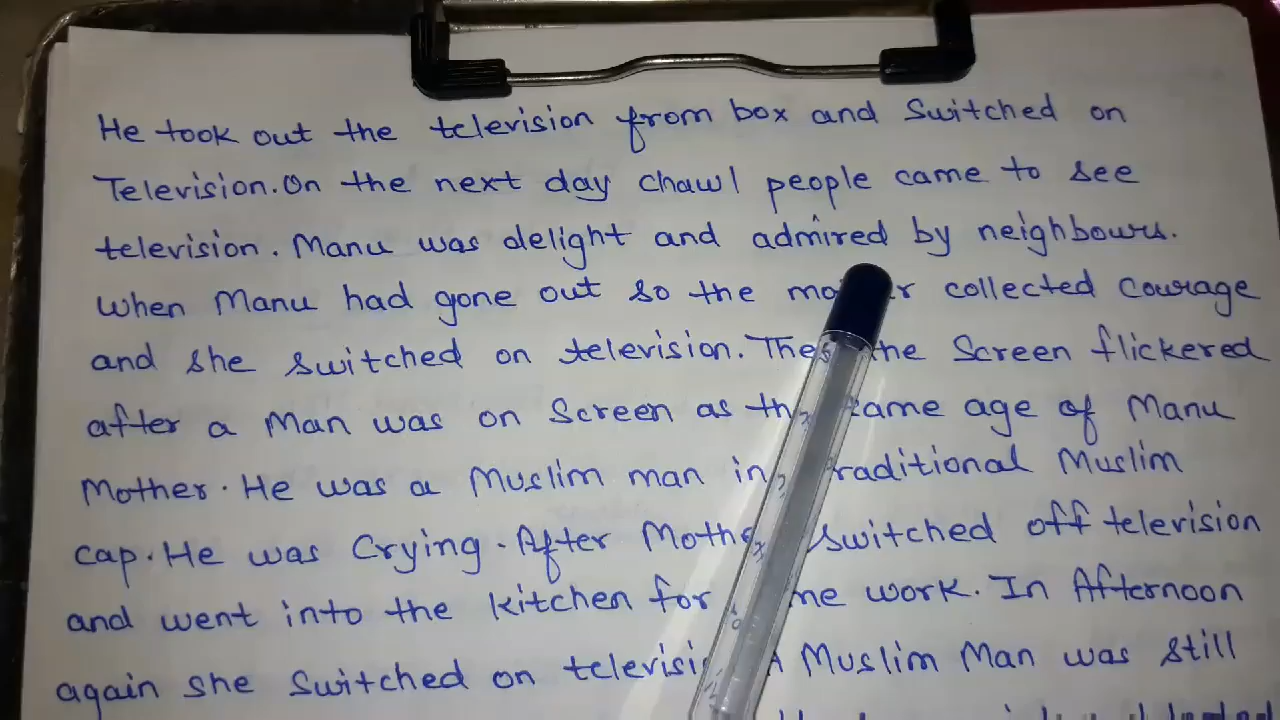 He took out the television from box and Switched on
Television. On the next day chawl people came to see
television. Manu was delight and admired by neighbours.
When Manu had gone out so the collected courage
and she switched on television. the Screen flickered
after a Man was on Screen as age of Manu
Mother. He was a Muslim man in Muslim
cap. He was Crying. After switched off television
and went into the kitchen for work. In Afternoon
again she Switched on A Muslim Man was still